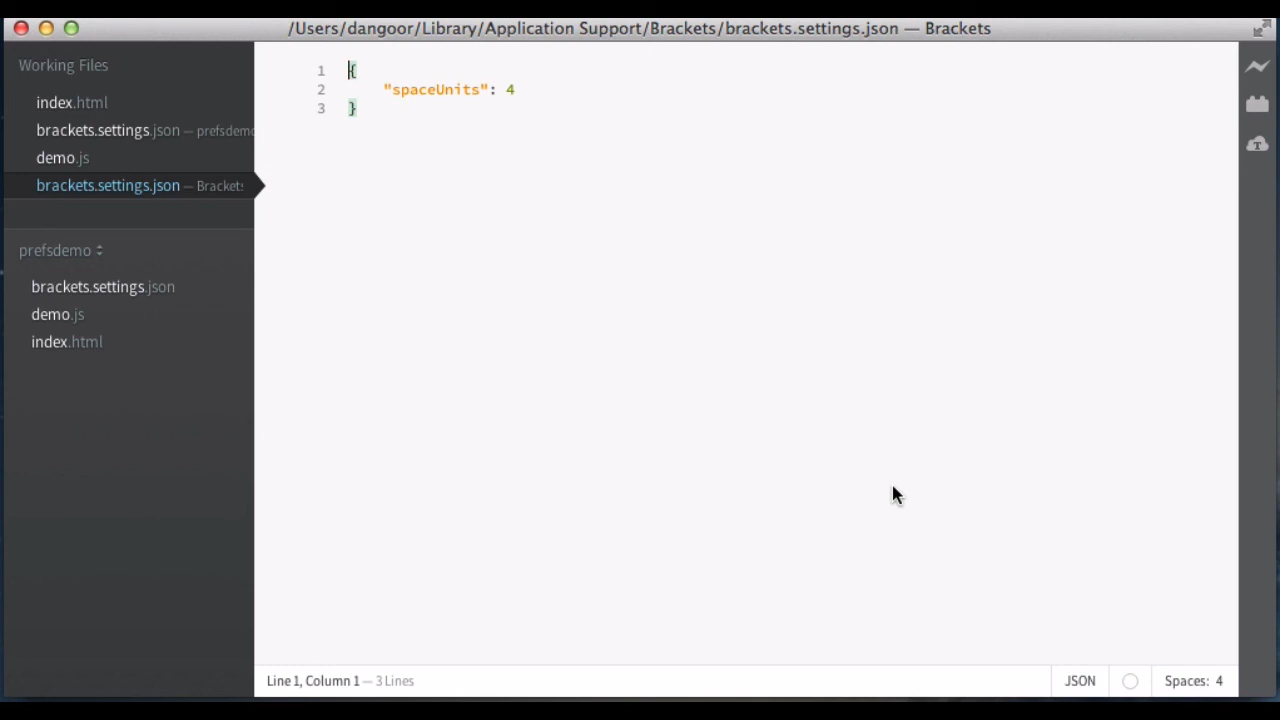 /Users/dangoor/Library/Application Support/Brackets/brackets.settings.json — Brackets
Working Files
index.html
brackets.settings.json — prefsdemo
demo.js
brackets.settings.json — Brackets
prefsdemo
brackets.settings.json
demo.js
index.html
1 {
2 "spaceUnits": 4
3 }
Line 1, Column 1 — 3 Lines
JSON
Spaces: 4